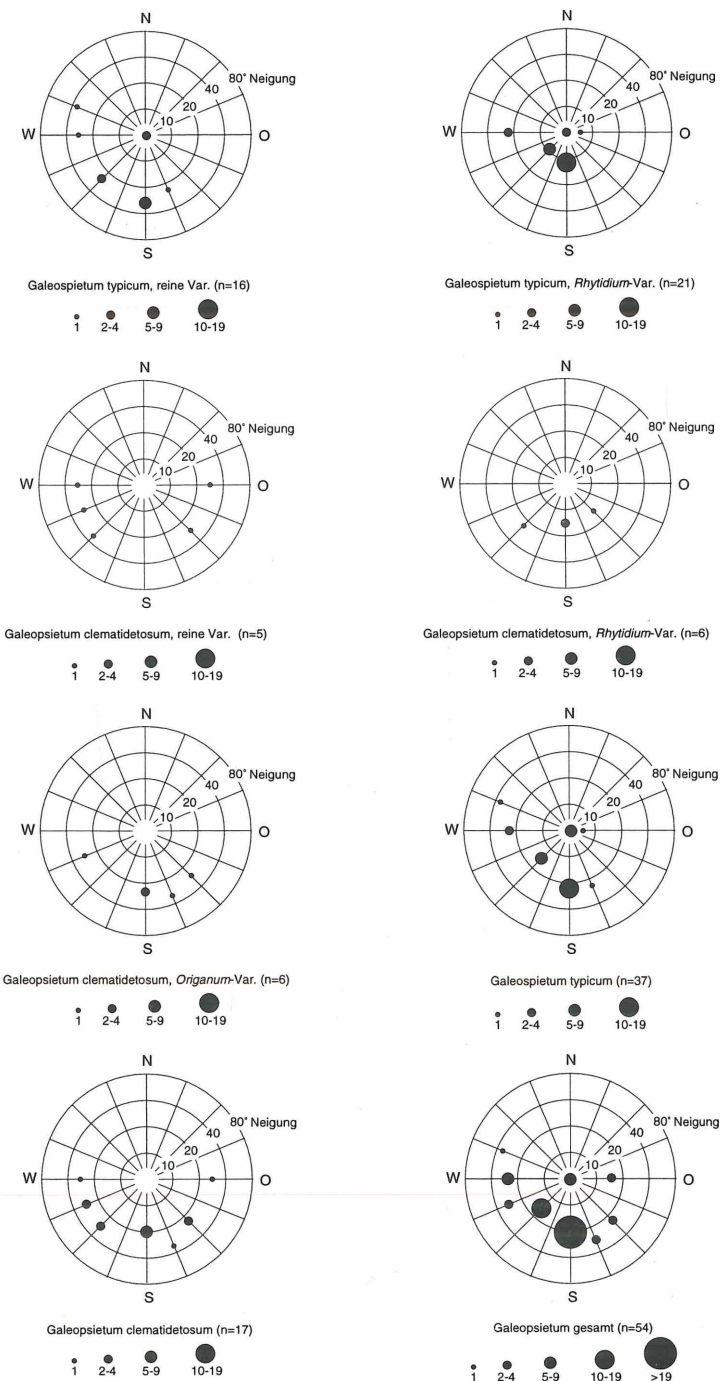 N
80° Neigung
40
20
10
W
O
S
Galeospietum typicum, reine Var. (n=16)
1 2-4 5-9 10-19
N
80° Neigung
40
20
10
W
O
S
Galeospietum typicum, Rhytidium-Var. (n=21)
1 2-4 5-9 10-19
N
80° Neigung
40
20
10
W
O
S
Galeopsietum clematidetosum, reine Var. (n=5)
1 2-4 5-9 10-19
N
80° Neigung
40
20
10
W
O
S
Galeopsietum clematidetosum, Rhytidium-Var. (n=6)
1 2-4 5-9 10-19
N
80° Neigung
40
20
10
W
O
S
Galeopsietum clematidetosum, Origanum-Var. (n=6)
1 2-4 5-9 10-19
N
80° Neigung
40
20
10
W
O
S
Galeospietum typicum (n=37)
1 2-4 5-9 10-19
N
80° Neigung
40
20
10
W
O
S
Galeopsietum clematidetosum (n=17)
1 2-4 5-9 10-19
N
80° Neigung
40
20
10
W
O
S
Galeopsietum gesamt (n=54)
1 2-4 5-9 10-19 >19